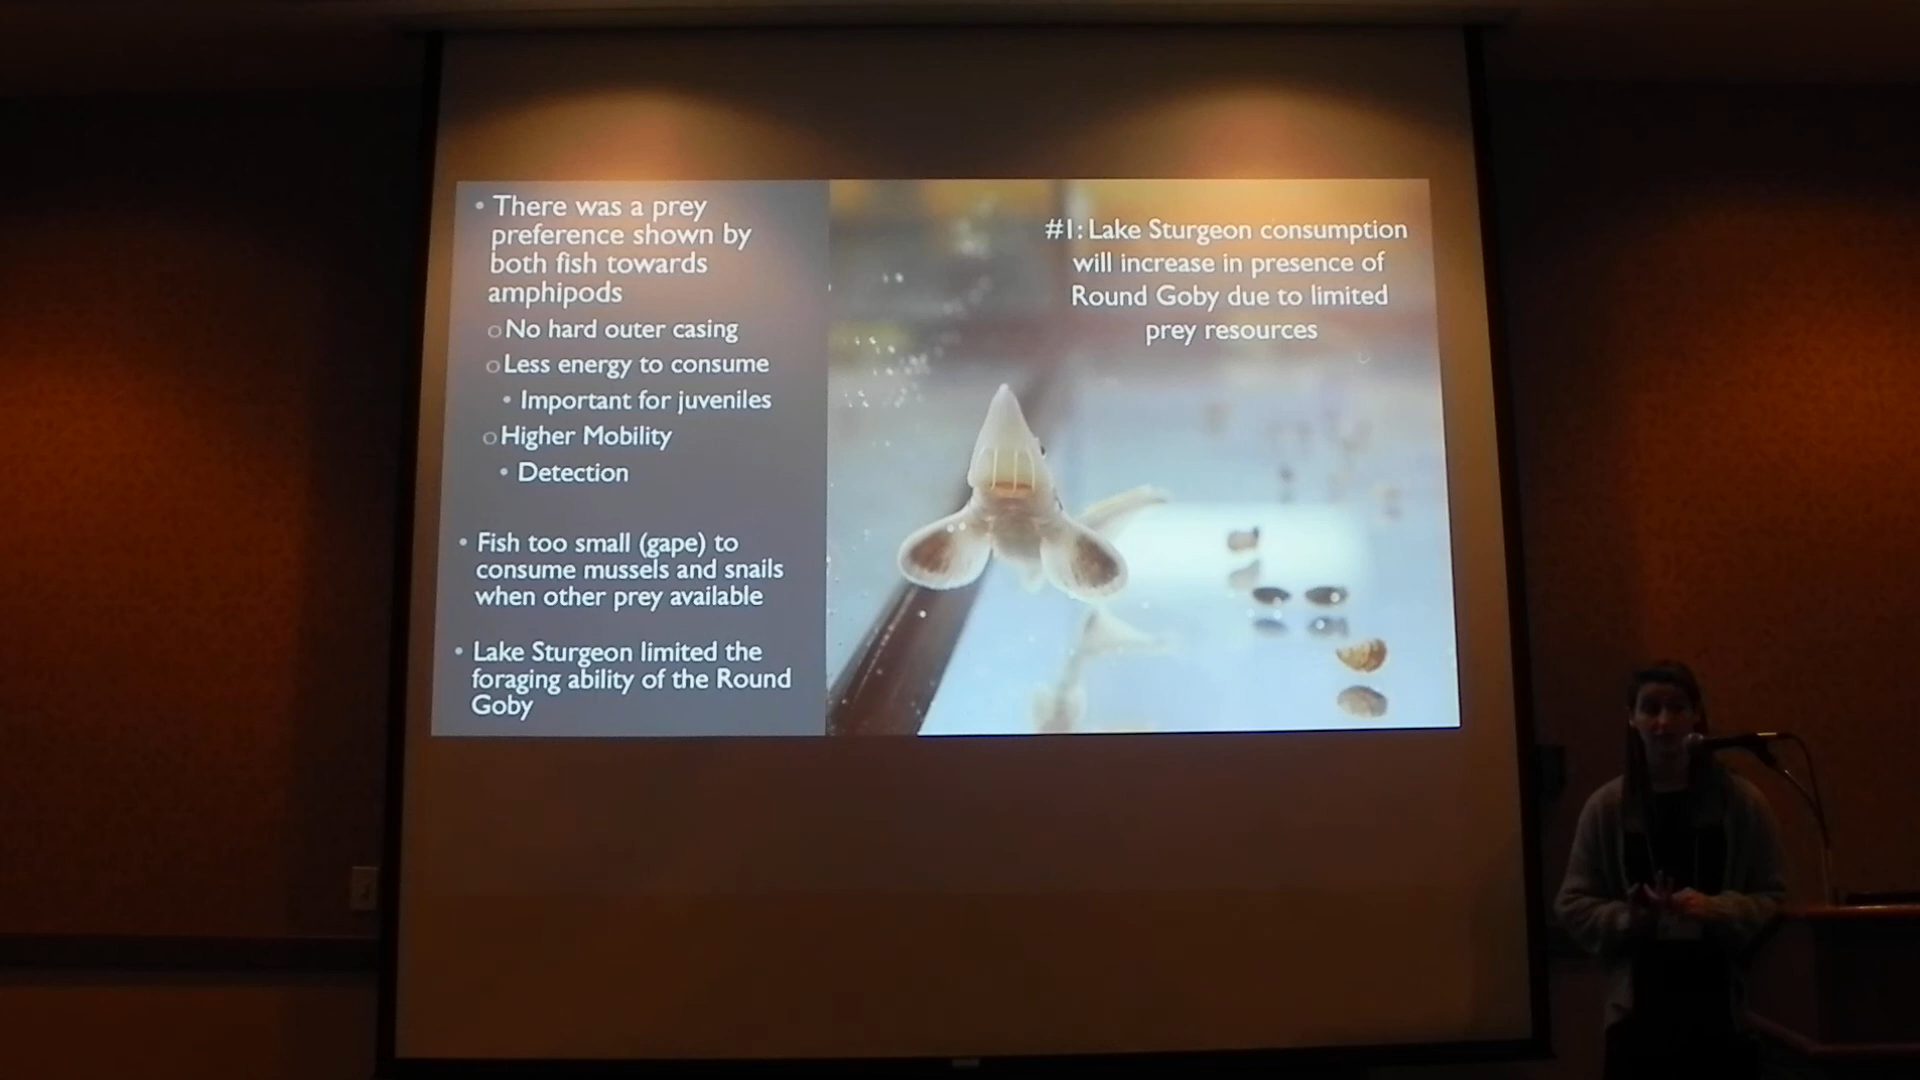 • There was a prey
preference shown by
both fish towards
amphipods
o No hard outer casing
o Less energy to consume
• Important for juveniles
o Higher Mobility
• Detection
• Fish too small (gape) to
consume mussels and snails
when other prey available
• Lake Sturgeon limited the
foraging ability of the Round
Goby
#1: Lake Sturgeon consumption
will increase in presence of
Round Goby due to limited
prey resources